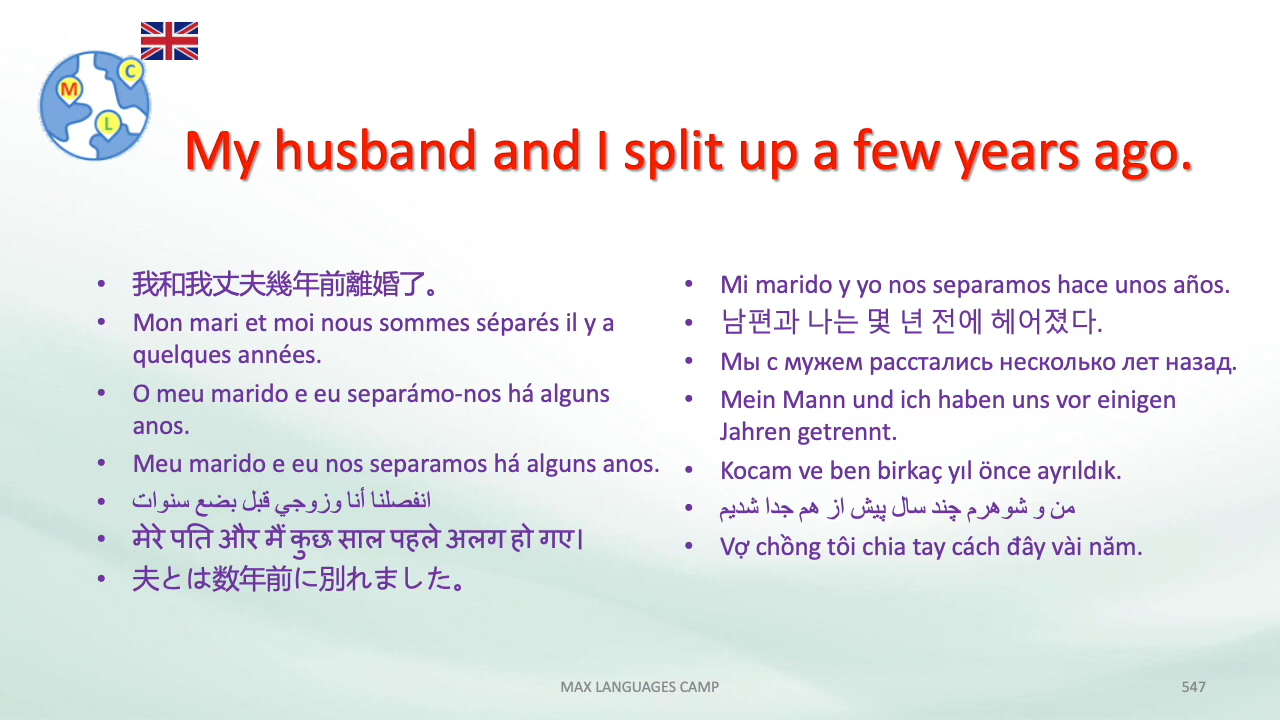 M
C
L
My husband and I split up a few years ago.
• 我和我丈夫幾年前離婚了。
• Mon mari et moi nous sommes séparés il y a
quelques années.
• O meu marido e eu separámo-nos há alguns
anos.
• Meu marido e eu nos separamos há alguns anos.
• انفصلنا أنا وزوجي قبل بضع سنوات
• मेरे पति और मैं कुछ साल पहले अलग हो गए।
• 夫とは数年前に別れました。
• Mi marido y yo nos separamos hace unos años.
• 남편과 나는 몇 년 전에 헤어졌다.
• Мы с мужем расстались несколько лет назад.
• Mein Mann und ich haben uns vor einigen
Jahren getrennt.
• Kocam ve ben birkaç yıl önce ayrıldık.
• من و شوهرم چند سال پیش از هم جدا شدیم
• Vợ chồng tôi chia tay cách đây vài năm.
MAX LANGUAGES CAMP
547